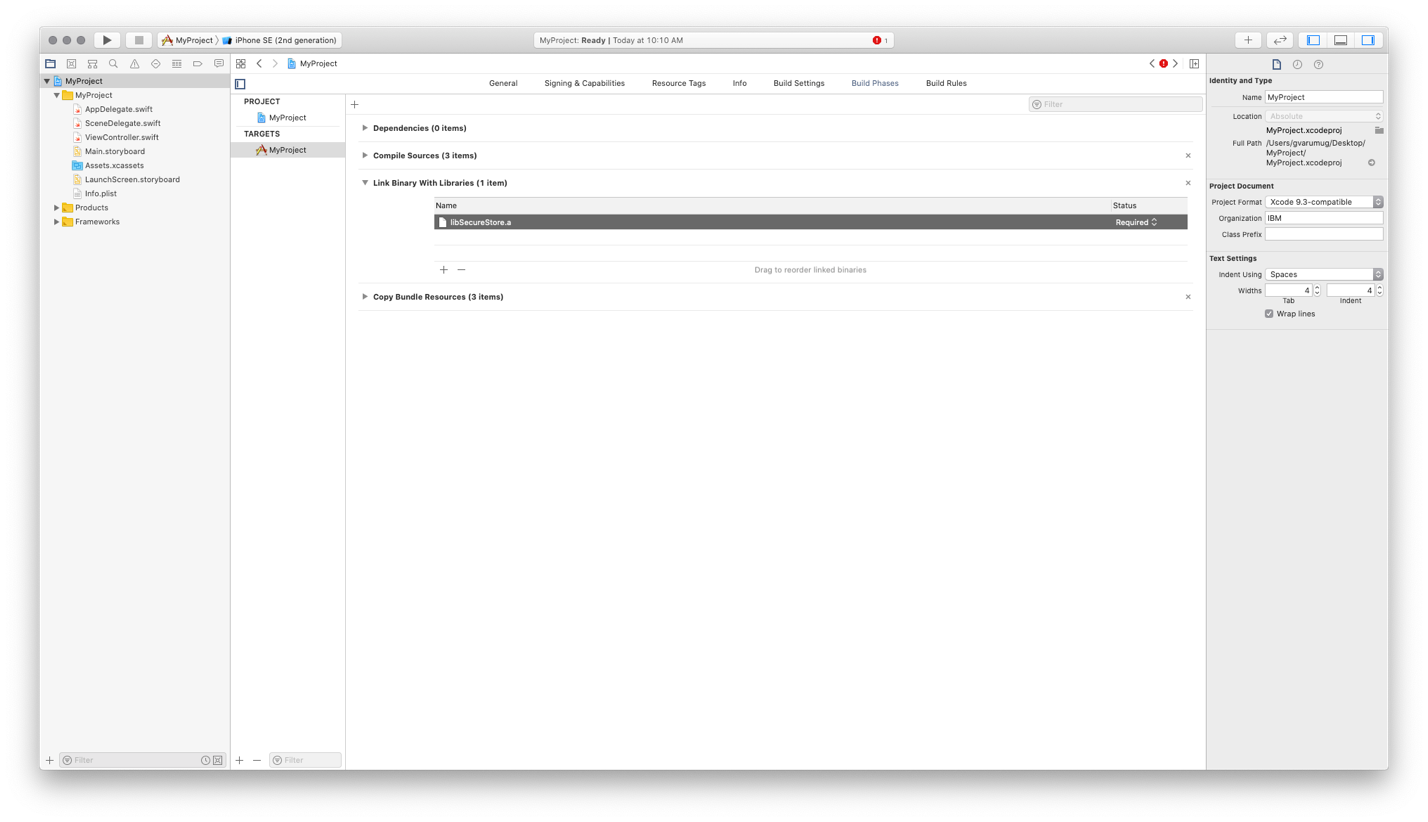 MyProject 〉 iPhone SE (2nd generation)
MyProject: Ready | Today at 10:10 AM
1
MyProject
MyProject
AppDelegate.swift
SceneDelegate.swift
ViewController.swift
Main.storyboard
Assets.xcassets
LaunchScreen.storyboard
Info.plist
Products
Frameworks
Filter
MyProject
PROJECT
MyProject
TARGETS
MyProject
Filter
General Signing & Capabilities Resource Tags Info Build Settings Build Phases Build Rules
Filter
Dependencies (0 items)
Compile Sources (3 items)
Link Binary With Libraries (1 item)
Name Status
libSecureStore.a Required
Drag to reorder linked binaries
Copy Bundle Resources (3 items)
Identity and Type
Name MyProject
Location Absolute
MyProject.xcodeproj
Full Path /Users/gvarumug/Desktop/
MyProject/
MyProject.xcodeproj
Project Document
Project Format Xcode 9.3-compatible
Organization IBM
Class Prefix
Text Settings
Indent Using Spaces
Widths 4 4
Tab Indent
Wrap lines